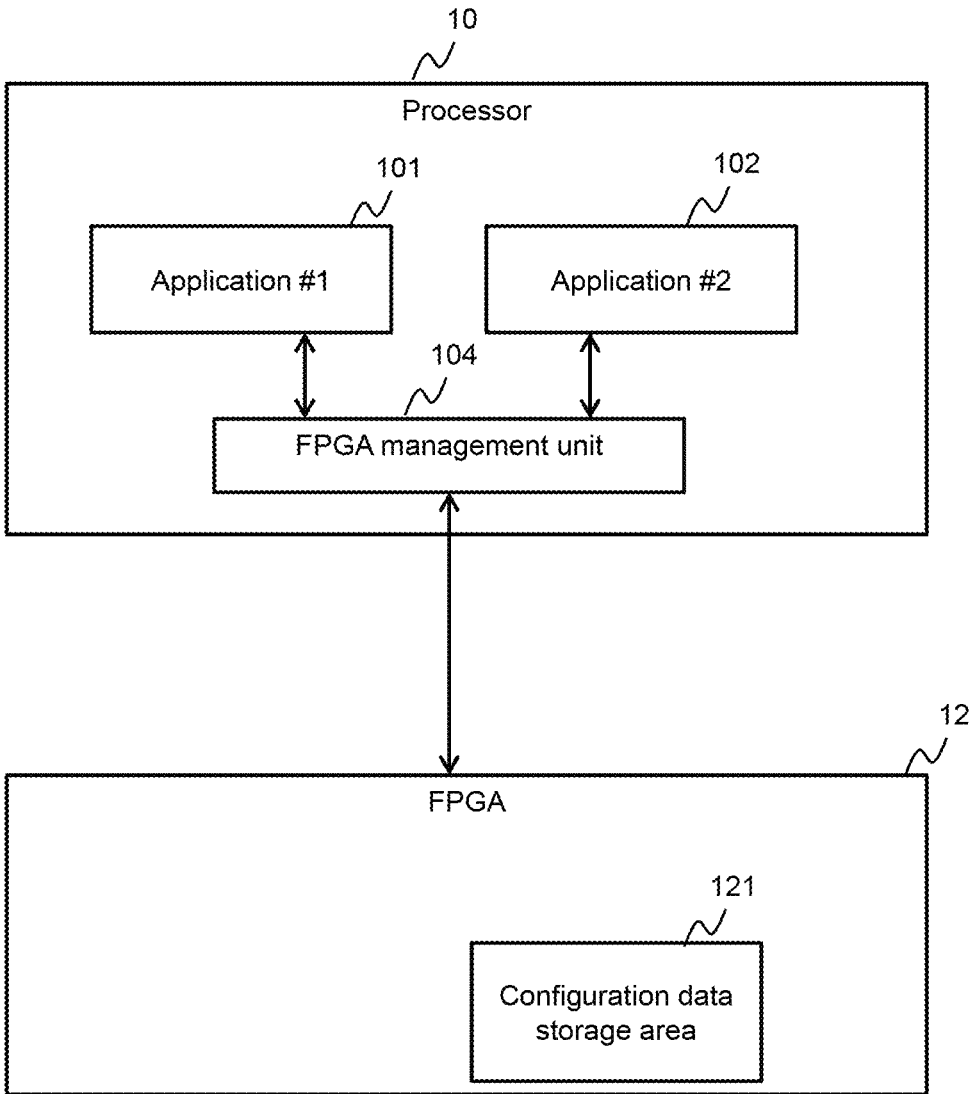 10
Processor
101
102
Application #1
Application #2
104
FPGA management unit
12
FPGA
121
Configuration data
storage area